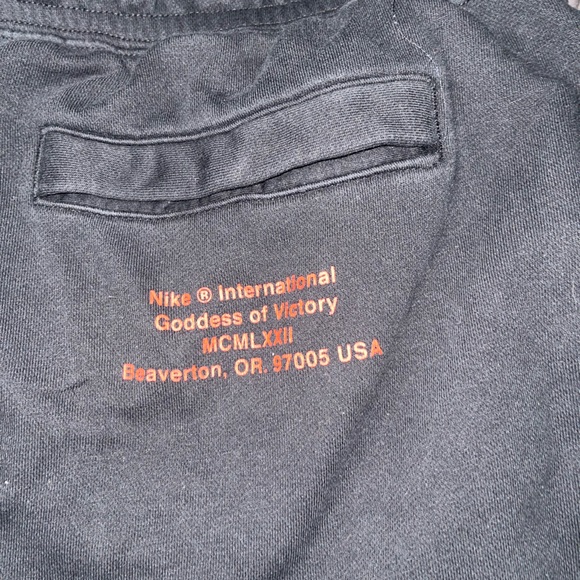 Nike ® International
Goddess of Victory
MCMLXXII
Beaverton, OR. 97005 USA